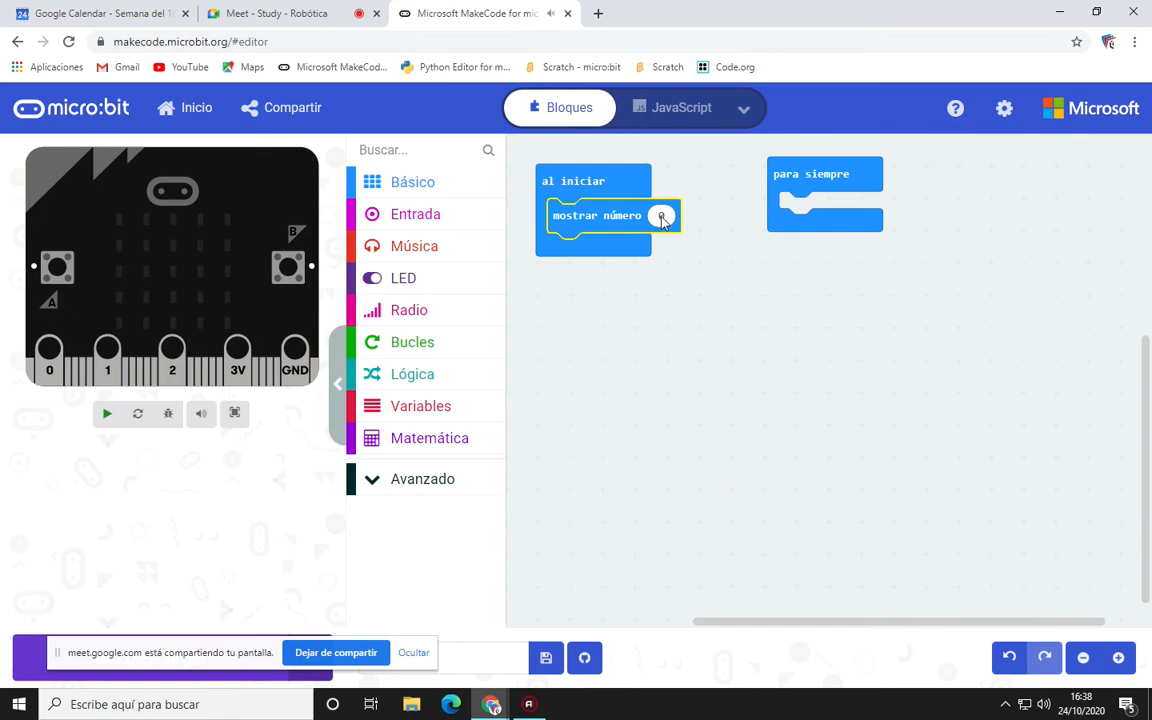 Google Calendar - Semana del 18
Meet - Study - Robótica
Microsoft MakeCode for mic
makecode.microbit.org/#editor
Aplicaciones
Gmail
YouTube
Maps
Microsoft MakeCod...
Python Editor for m...
Scratch - micro:bit
Scratch
Code.org
micro:bit
Inicio
Compartir
Bloques
JavaScript
Microsoft
Buscar...
Básico
Entrada
Música
LED
Radio
Bucles
Lógica
Variables
Matemática
Avanzado
al iniciar
mostrar número
para siempre
A
B
0 1 2 3V GND
meet.google.com está compartiendo tu pantalla.
Dejar de compartir
Ocultar
Escribe aquí para buscar
16:38
24/10/2020
5